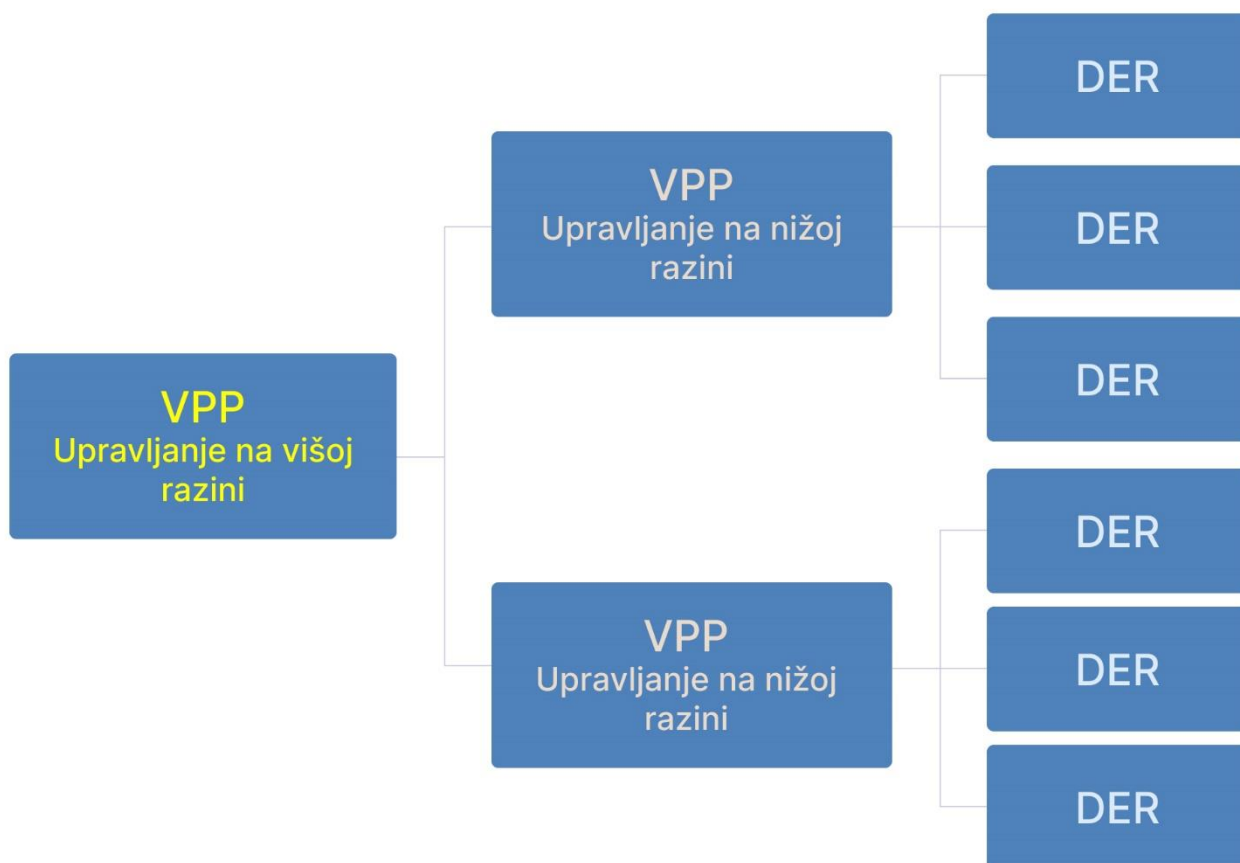 VPP
Upravljanje na višoj
razini
VPP
Upravljanje na nižoj
razini
VPP
Upravljanje na nižoj
razini
DER
DER
DER
DER
DER
DER